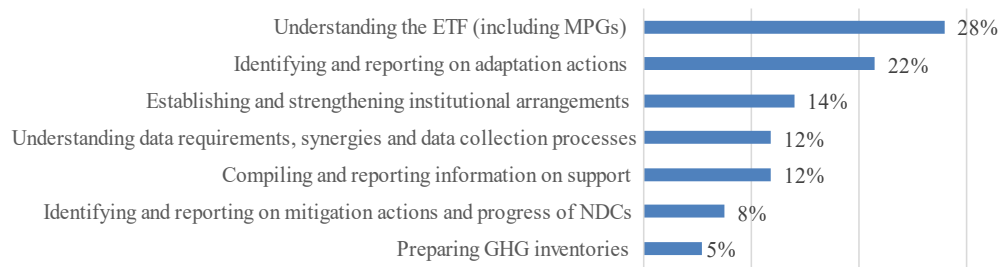 Understanding the ETF (including MPGs) 28%
Identifying and reporting on adaptation actions 22%
Establishing and strengthening institutional arrangements 14%
Understanding data requirements, synergies and data collection processes 12%
Compiling and reporting information on support 12%
Identifying and reporting on mitigation actions and progress of NDCs 8%
Preparing GHG inventories 5%